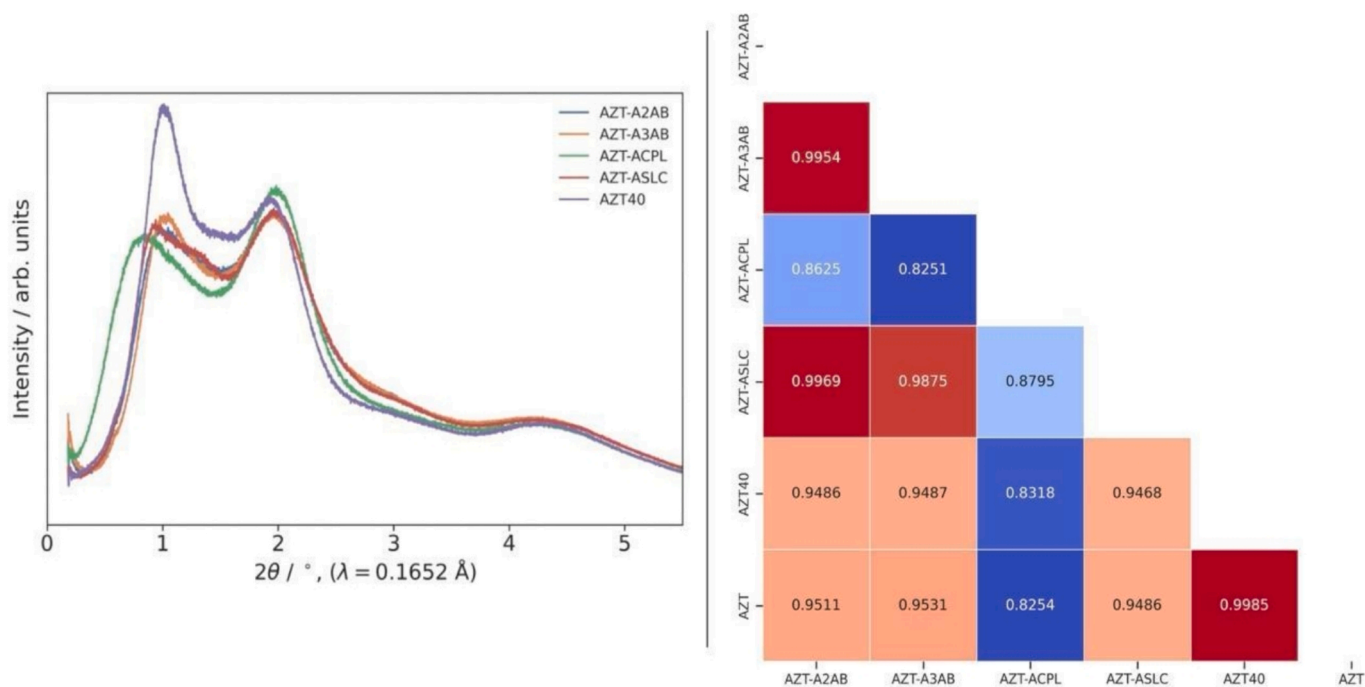 AZT-A2AB
AZT-A3AB
AZT-ACPL
AZT-ASLC
AZT40
Intensity / arb. units
0 1 2 3 4 5
2θ / °, (λ = 0.1652 Å)
AZT-A2AB
AZT-A3AB 0.9954
AZT-ACPL 0.8625 0.8251
AZT-ASLC 0.9969 0.9875 0.8795
AZT40 0.9486 0.9487 0.8318 0.9468
AZT 0.9511 0.9531 0.8254 0.9486 0.9985
AZT-A2AB AZT-A3AB AZT-ACPL AZT-ASLC AZT40 AZT